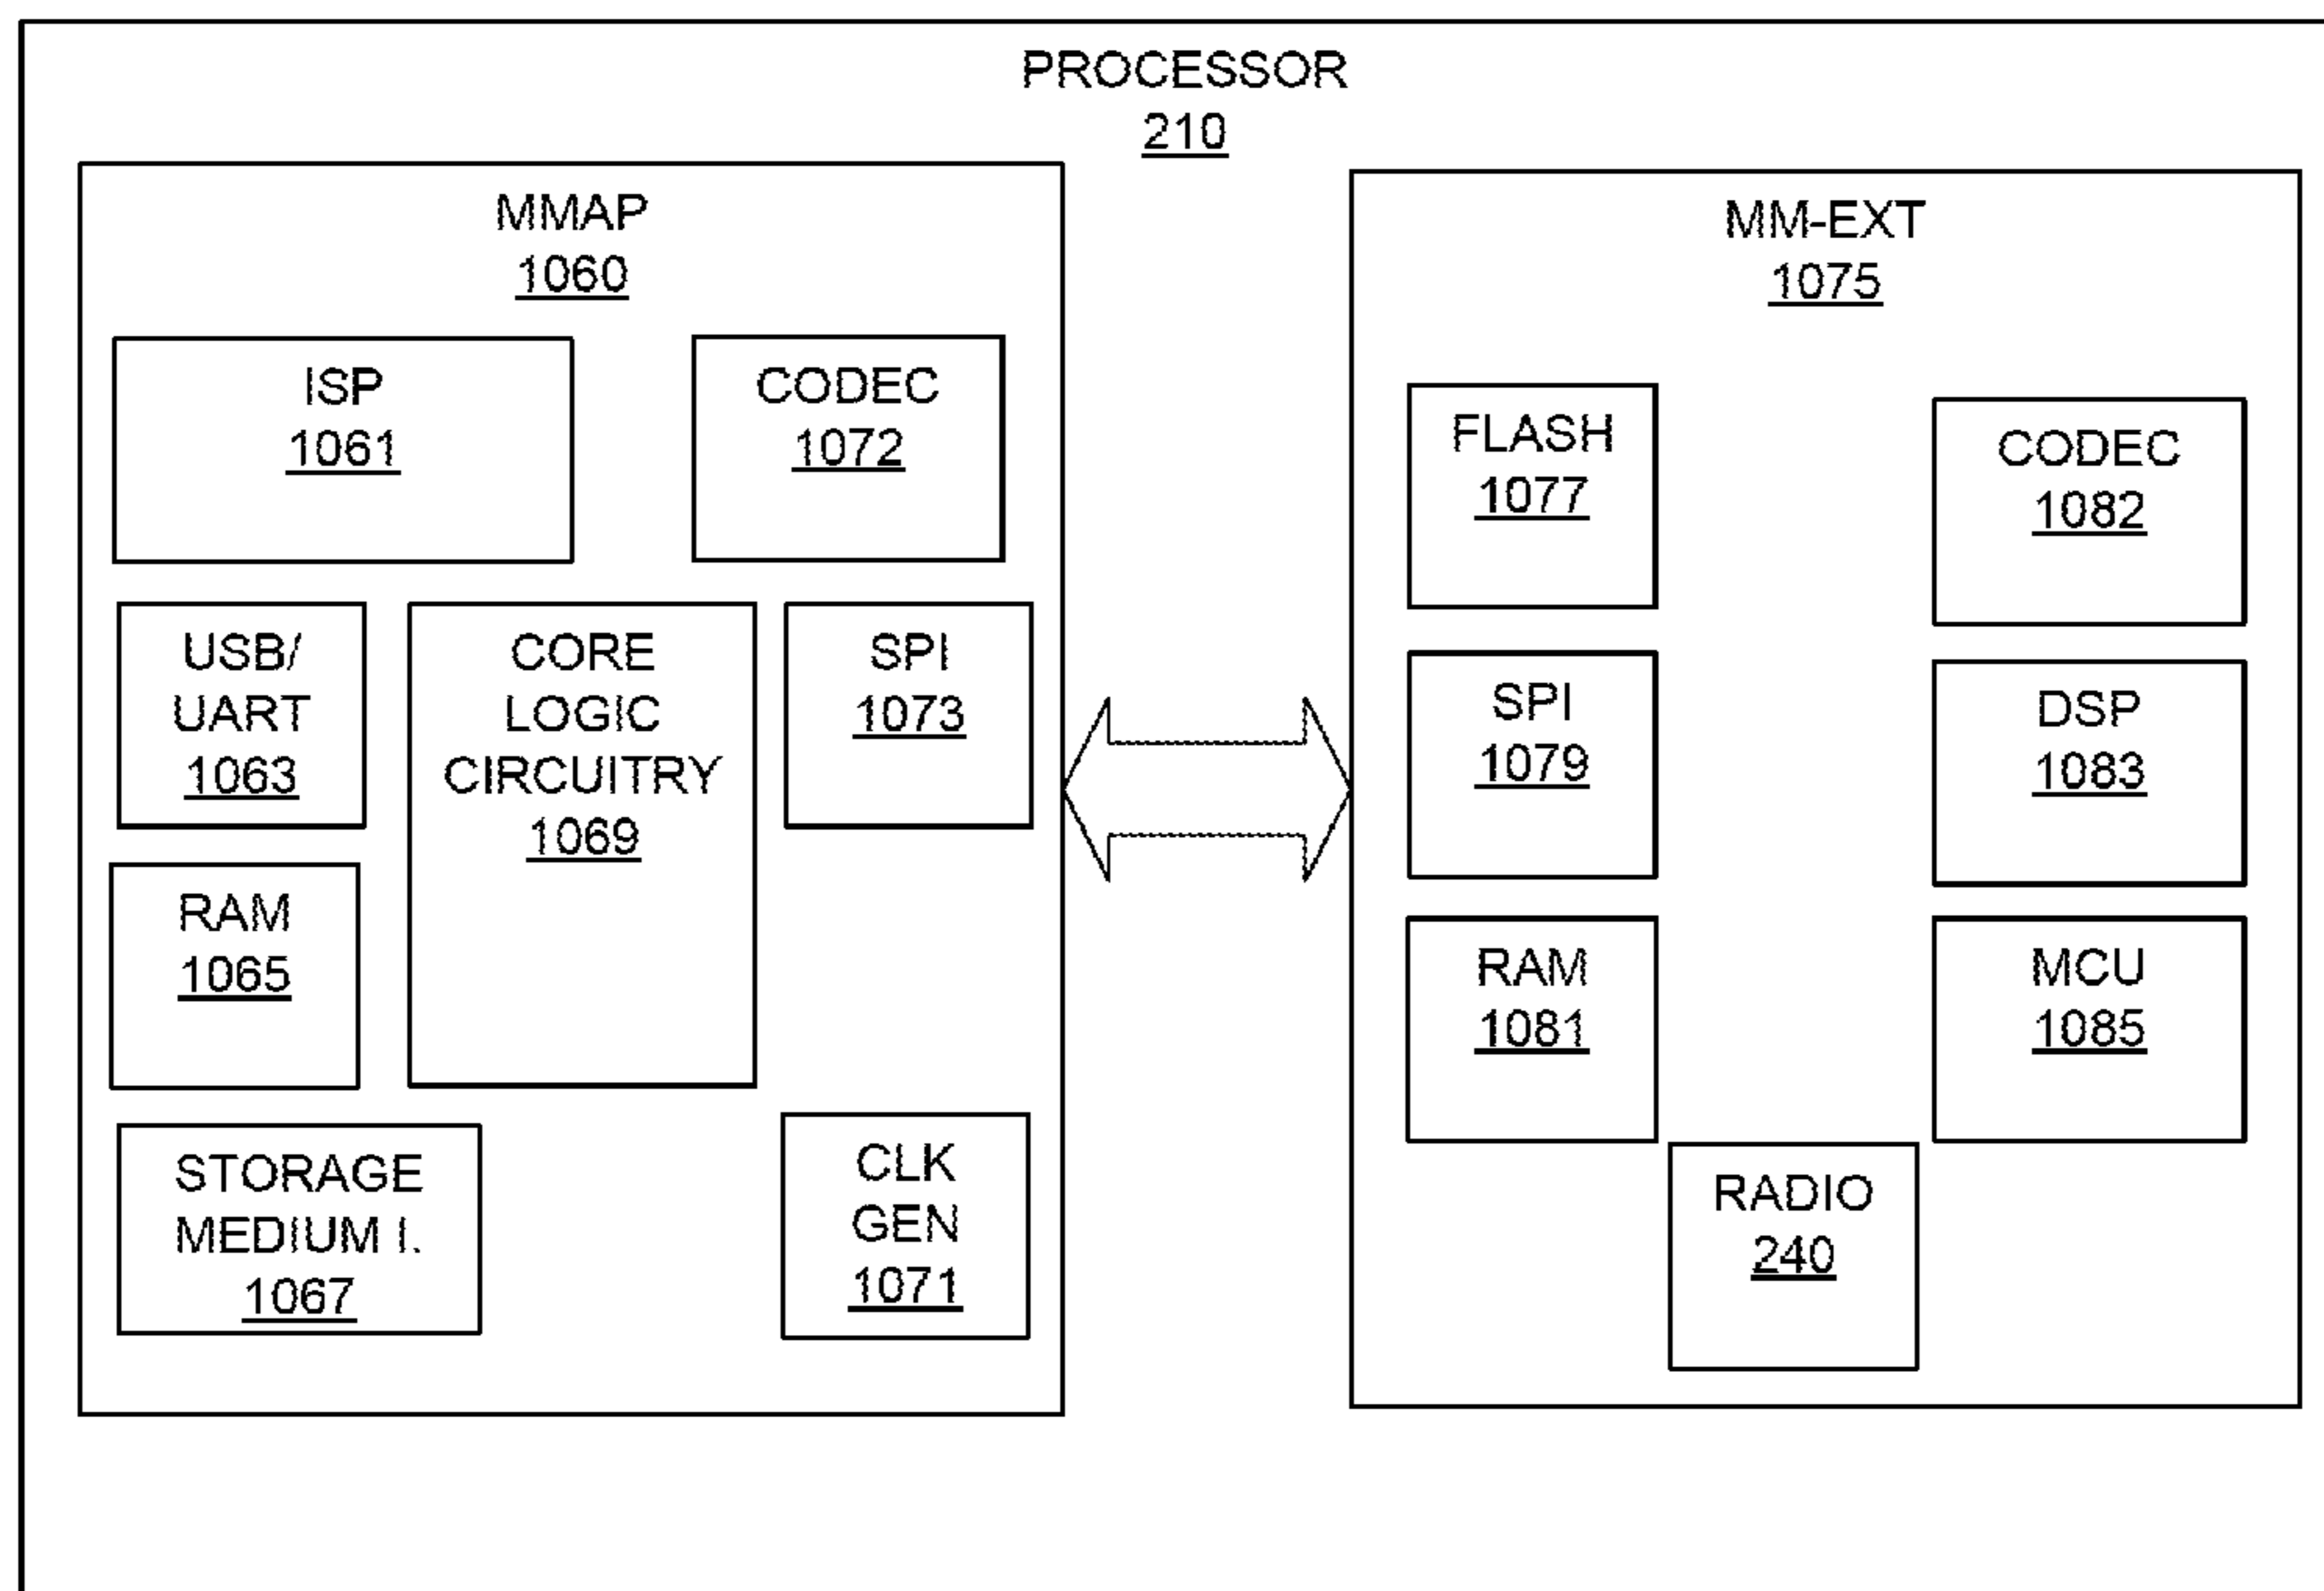 PROCESSOR
210
MMAP
1060
ISP
1061
CODEC
1072
USB/
UART
1063
CORE
LOGIC
CIRCUITRY
1069
SPI
1073
RAM
1065
STORAGE
MEDIUM I.
1067
CLK
GEN
1071
MM-EXT
1075
FLASH
1077
CODEC
1082
SPI
1079
DSP
1083
RAM
1081
MCU
1085
RADIO
240